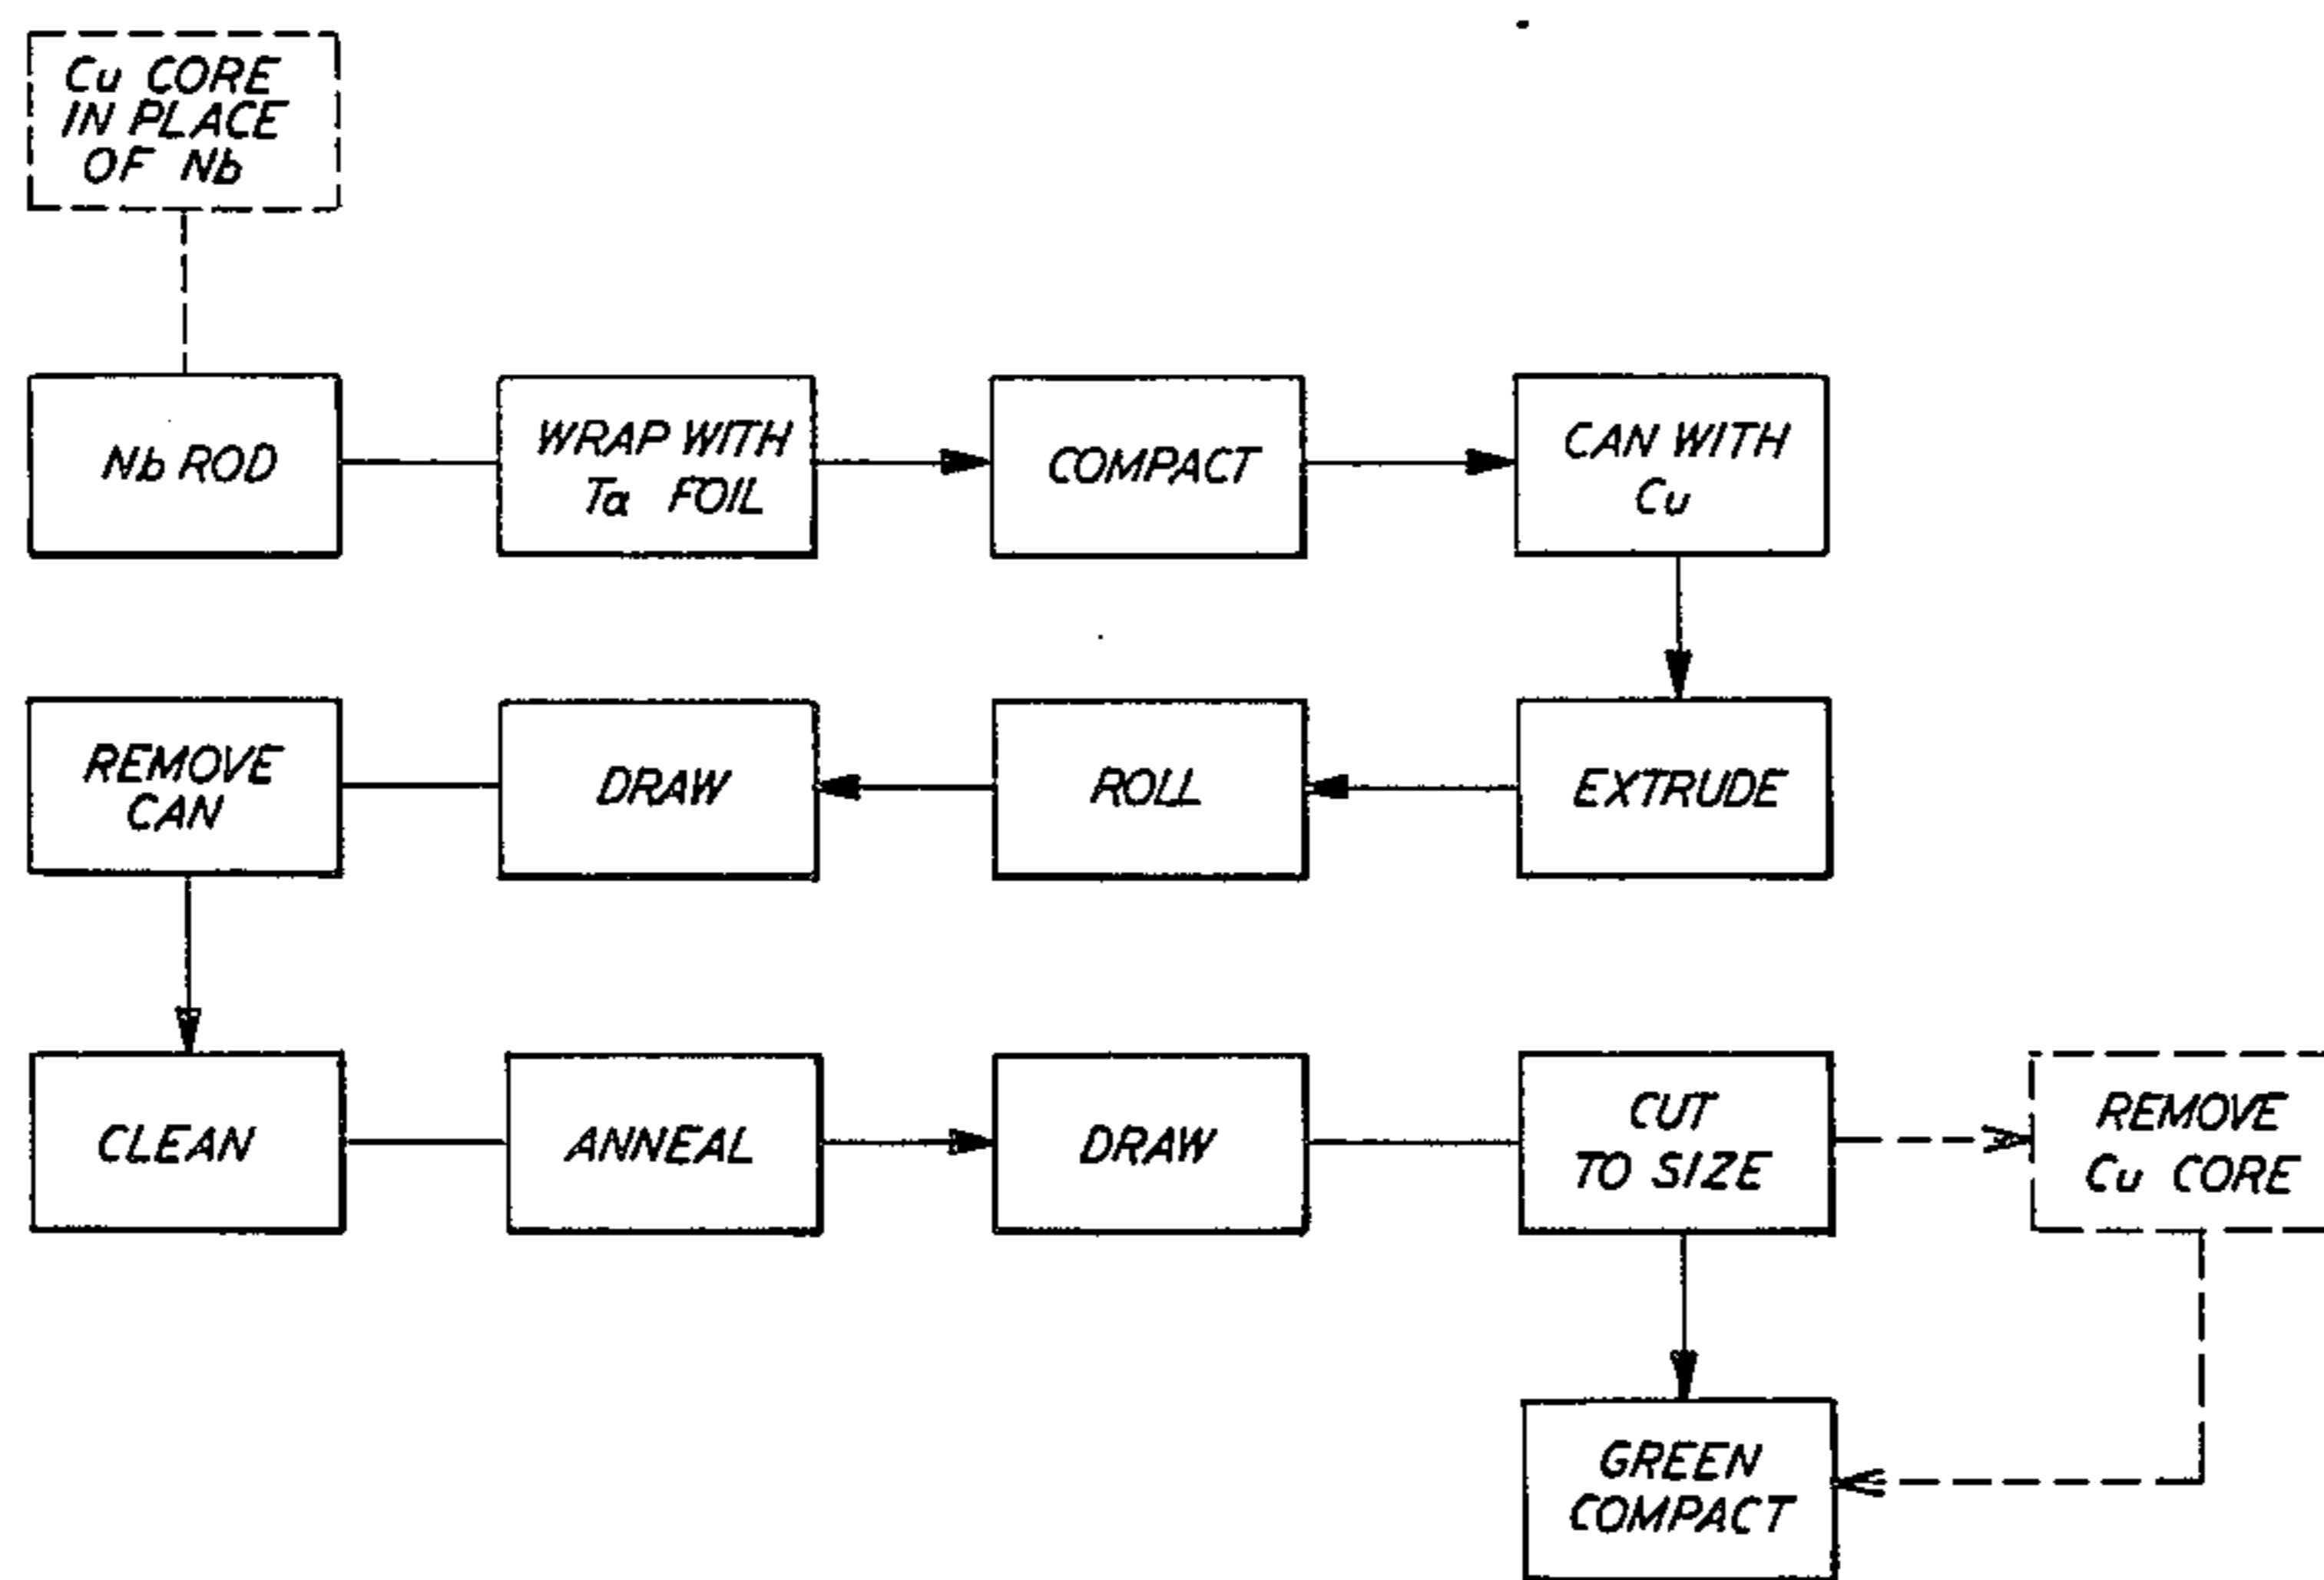 Cu CORE
IN PLACE
OF Nb
Nb ROD
WRAP WITH
Ta FOIL
COMPACT
CAN WITH
Cu
REMOVE
CAN
DRAW
ROLL
EXTRUDE
CLEAN
ANNEAL
DRAW
CUT
TO SIZE
REMOVE
Cu CORE
GREEN
COMPACT